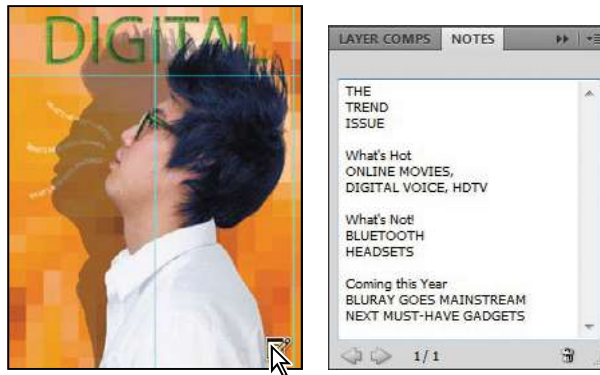 DIGITAL
LAYER COMPS NOTES
THE
TREND
ISSUE
What's Hot
ONLINE MOVIES,
DIGITAL VOICE, HDTV
What's Not!
BLUETOOTH
HEADSETS
Coming this Year
BLURAY GOES MAINSTREAM
NEXT MUST-HAVE GADGETS
1/1